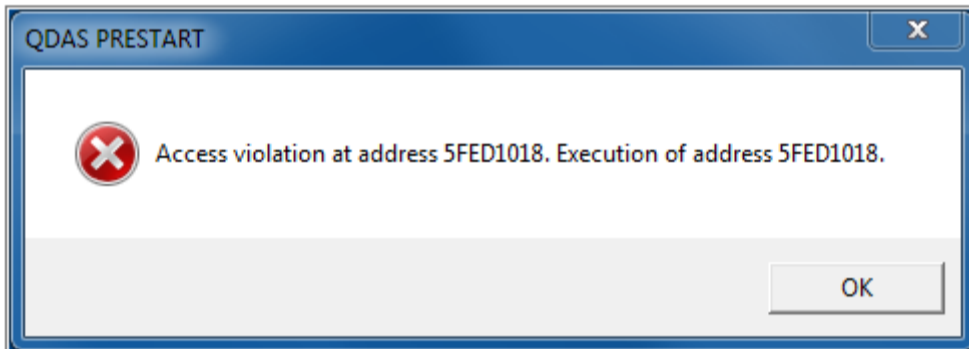 QDAS PRESTART
Access violation at address 5FED1018. Execution of address 5FED1018.
OK